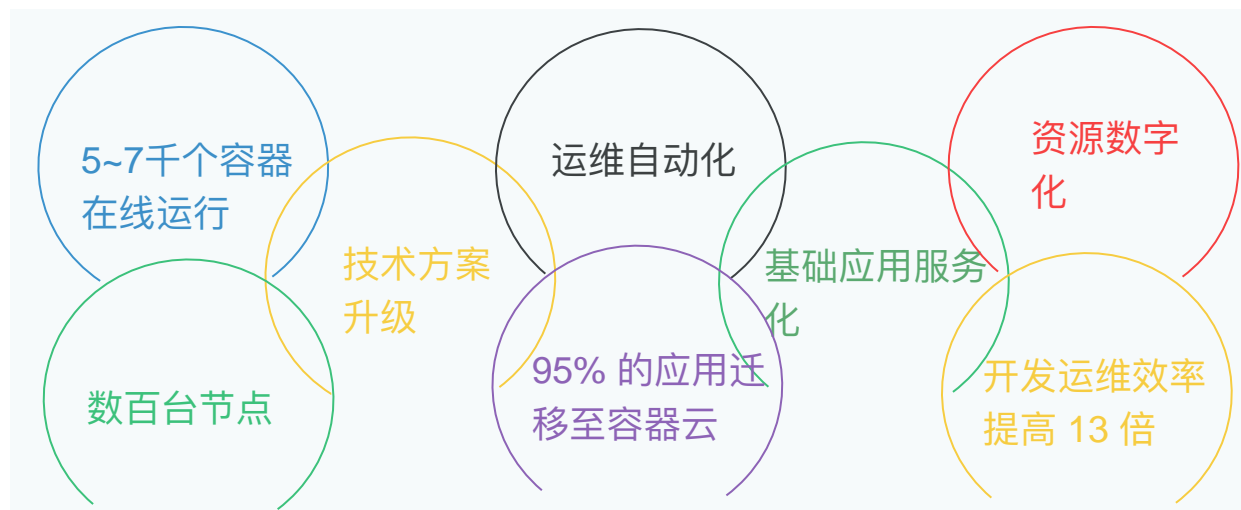 5~7千个容器
在线运行
技术方案
升级
数百台节点
运维自动化
95% 的应用迁
移至容器云
基础应用服务
化
资源数字
化
开发运维效率
提高 13 倍